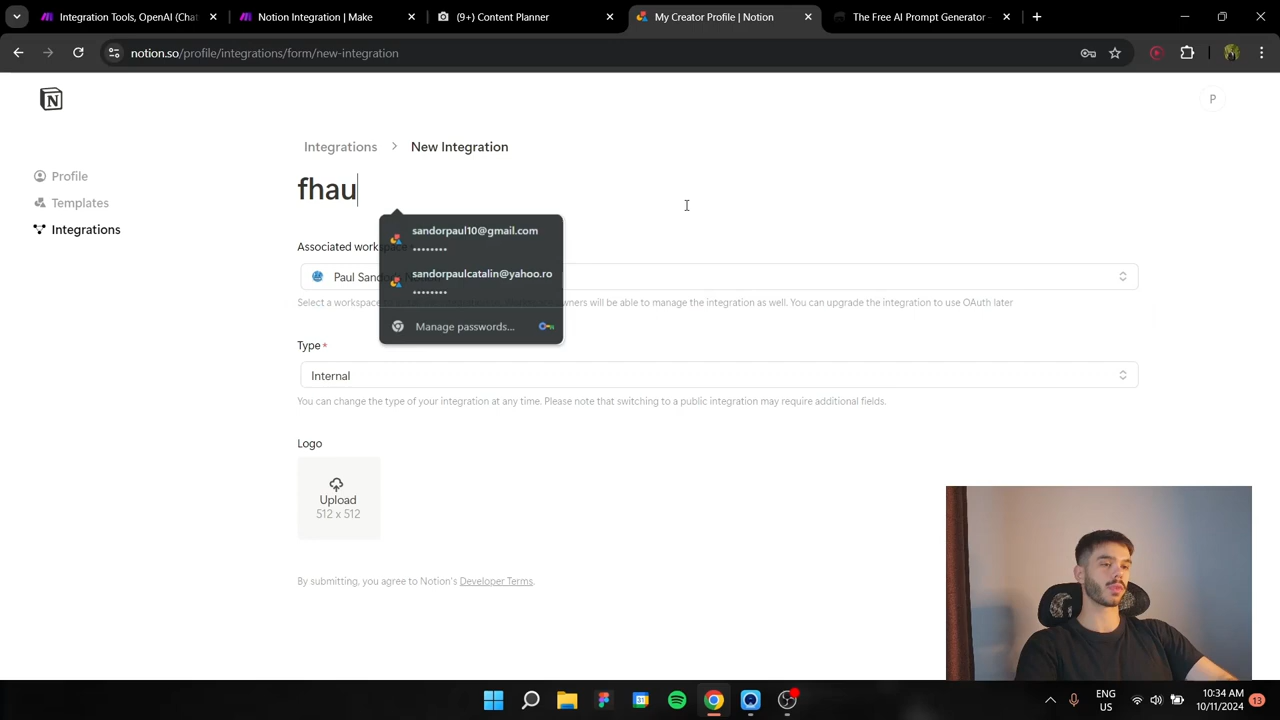 Integration Tools, OpenAI (Chat
Notion Integration | Make
(9+) Content Planner
My Creator Profile | Notion
The Free AI Prompt Generator
notion.so/profile/integrations/form/new-integration
P
Integrations > New Integration
Profile
Templates
Integrations
fhau
sandorpaul10@gmail.com
••••••••
sandorpaulcatalin@yahoo.ro
••••••••
Manage passwords...
Associated workspace
Paul Sandor
Select a workspace
owners will be able to manage the integration as well. You can upgrade the integration to use OAuth later
Type *
Internal
You can change the type of your integration at any time. Please note that switching to a public integration may require additional fields.
Logo
Upload
512 x 512
By submitting, you agree to Notion's Developer Terms.
ENG
US
10:34 AM
10/11/2024
13